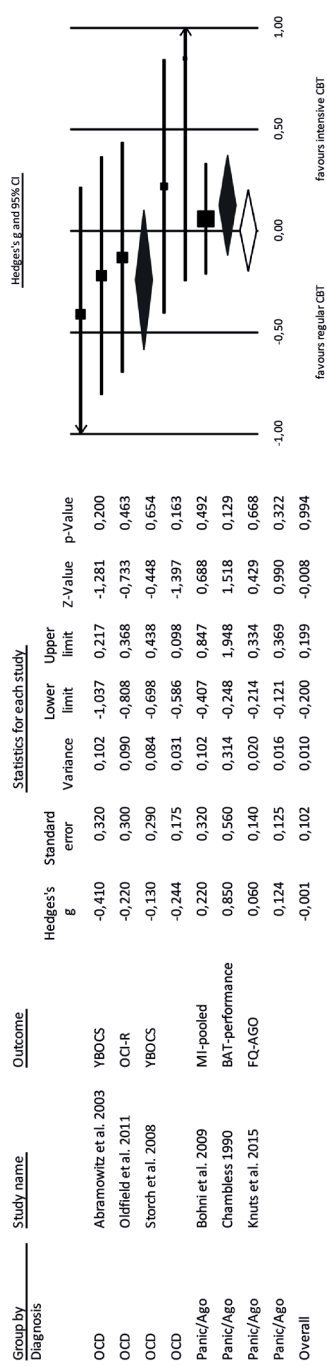 Group by Study name Outcome Statistics for each study Hedges's g and 95% CI
Diagnosis
Hedges's g Standard error Variance Lower limit Upper limit Z-Value p-Value
OCD Abramowitz et al. 2003 YBOCS -0,410 0,320 0,102 -1,037 0,217 -1,281 0,200
OCD Oldfield et al. 2011 OCI-R -0,220 0,300 0,090 -0,808 0,368 -0,733 0,463
OCD Storch et al. 2008 YBOCS -0,130 0,290 0,084 -0,698 0,438 -0,448 0,654
OCD -0,244 0,175 0,031 -0,586 0,098 -1,397 0,163
Panic/Ago Bohni et al. 2009 MI-pooled 0,220 0,320 0,102 -0,407 0,847 0,688 0,492
Panic/Ago Chambless 1990 BAT-performance 0,850 0,560 0,314 -0,248 1,948 1,518 0,129
Panic/Ago Knuts et al. 2015 FQ-AGO 0,060 0,140 0,020 -0,214 0,334 0,429 0,668
Panic/Ago 0,124 0,125 0,016 -0,121 0,369 0,990 0,322
Overall -0,001 0,102 0,010 -0,200 0,199 -0,008 0,994
-1,00 -0,50 0,00 0,50 1,00
favours regular CBT favours intensive CBT